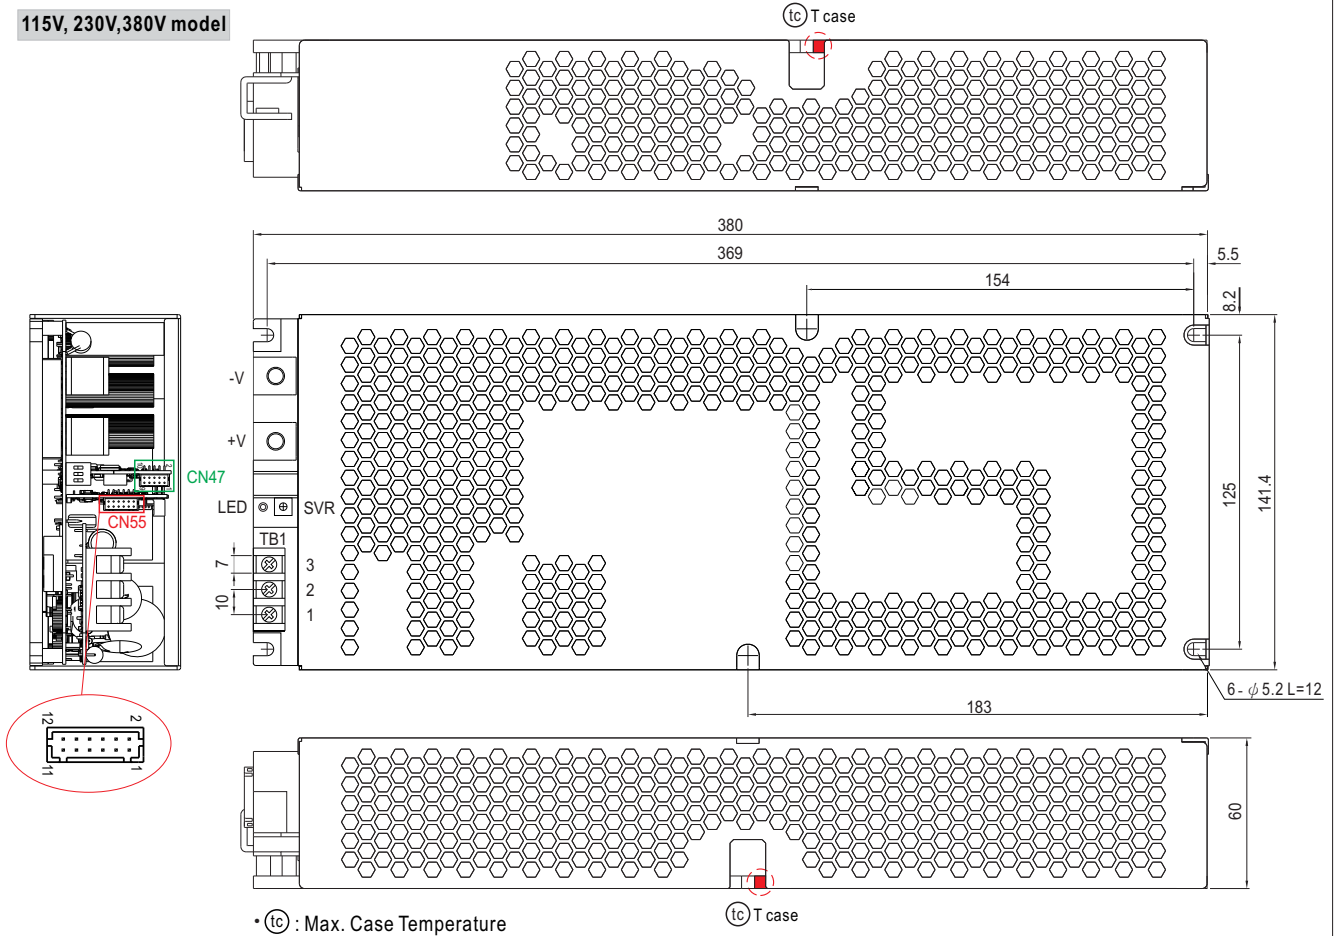 115V, 230V,380V model
tc T case
380
369
5.5
154
8.2
-V
+V
CN47
LED
SVR
CN55
TB1
3
2
1
7
10
125
141.4
6 - ϕ 5.2 L=12
183
12
2
11
1
60
tc T case
• tc : Max. Case Temperature